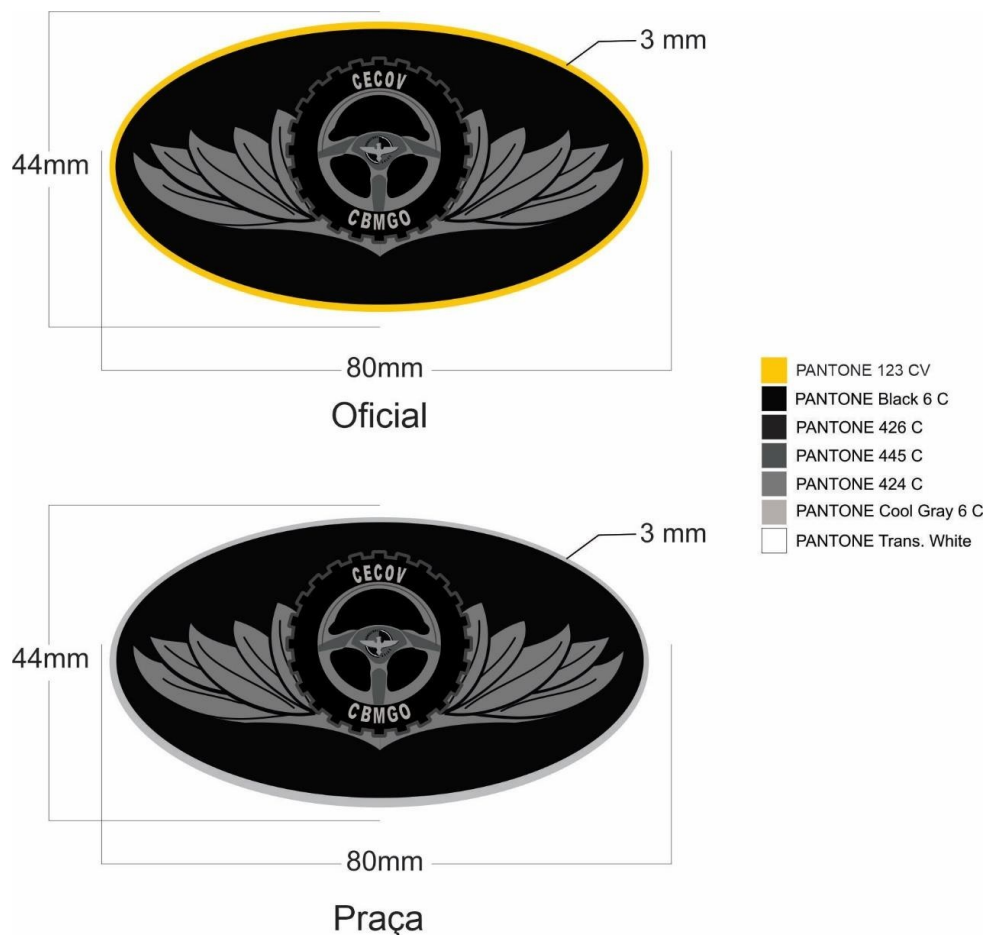 3 mm
CECOV
44mm
CBMGO
80mm
Oficial
PANTONE 123 CV
PANTONE Black 6 C
PANTONE 426 C
PANTONE 445 C
PANTONE 424 C
PANTONE Cool Gray 6 C
PANTONE Trans. White
3 mm
CECOV
44mm
CBMGO
80mm
Praça